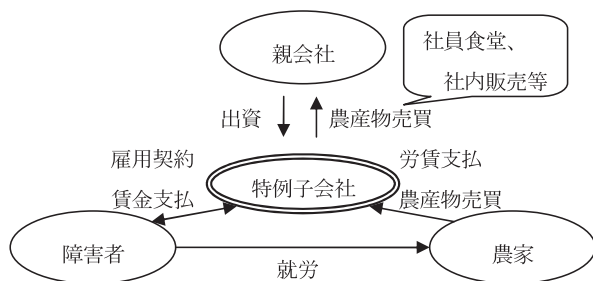 親会社
社員食堂、
社内販売等
出資
農産物売買
雇用契約
労賃支払
特例子会社
賃金支払
農産物売買
障害者
農家
就労